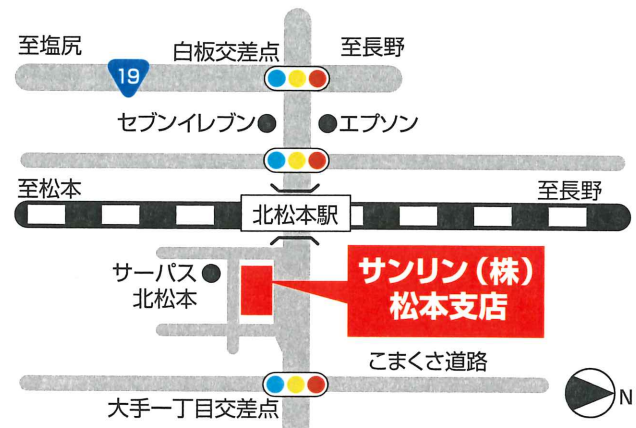 至塩尻
白板交差点
至長野
19
セブンイレブン
エプソン
至松本
至長野
北松本駅
サーパス
北松本
サンリン(株)
松本支店
こまくさ道路
大手一丁目交差点
N